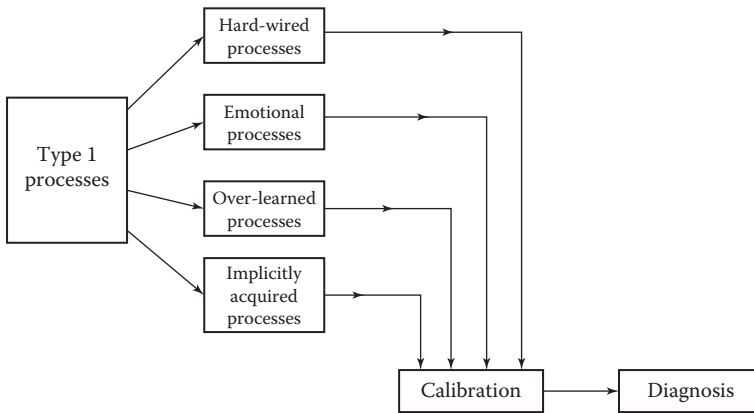 Hard-wired
processes
Emotional
processes
Type 1
processes
Over-learned
processes
Implicitly
acquired
processes
Calibration
Diagnosis